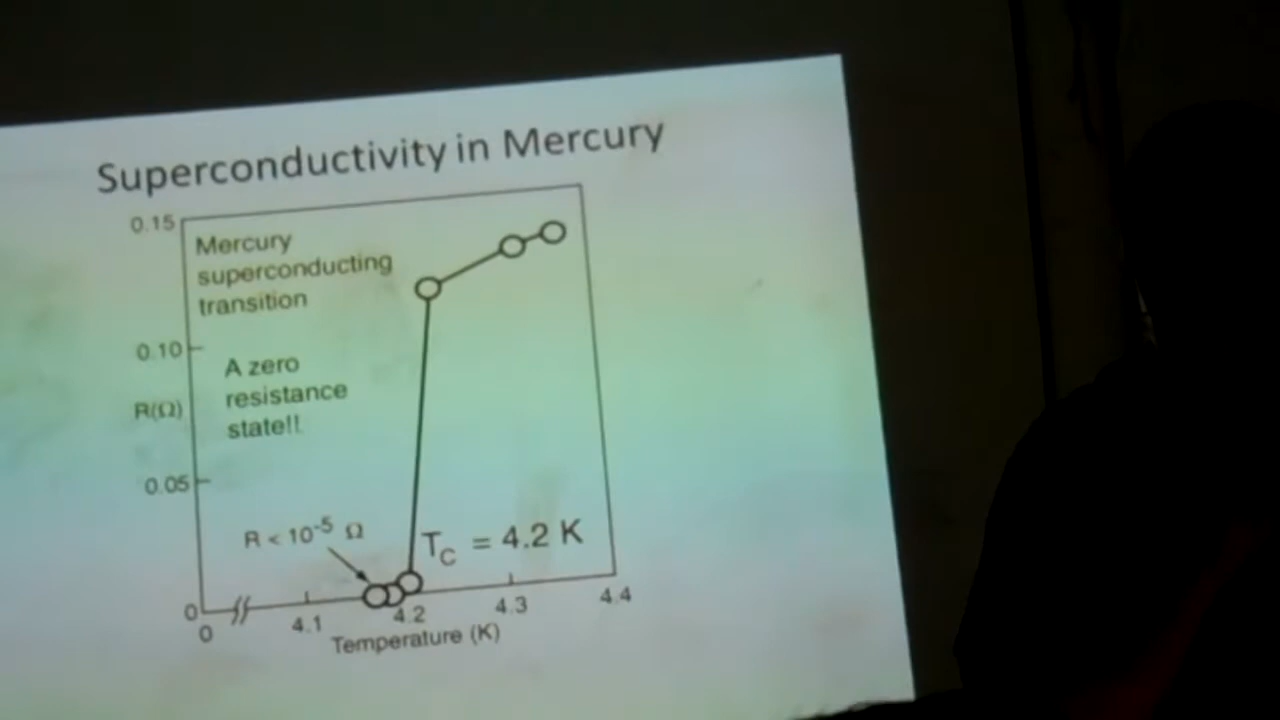 Superconductivity in Mercury
0.15
Mercury
superconducting
transition
0.10
A zero
resistance
state!!
R(Ω)
0.05
R < 10⁻⁵ Ω
T_C = 4.2 K
0
0
4.1
4.2
4.3
4.4
Temperature (K)